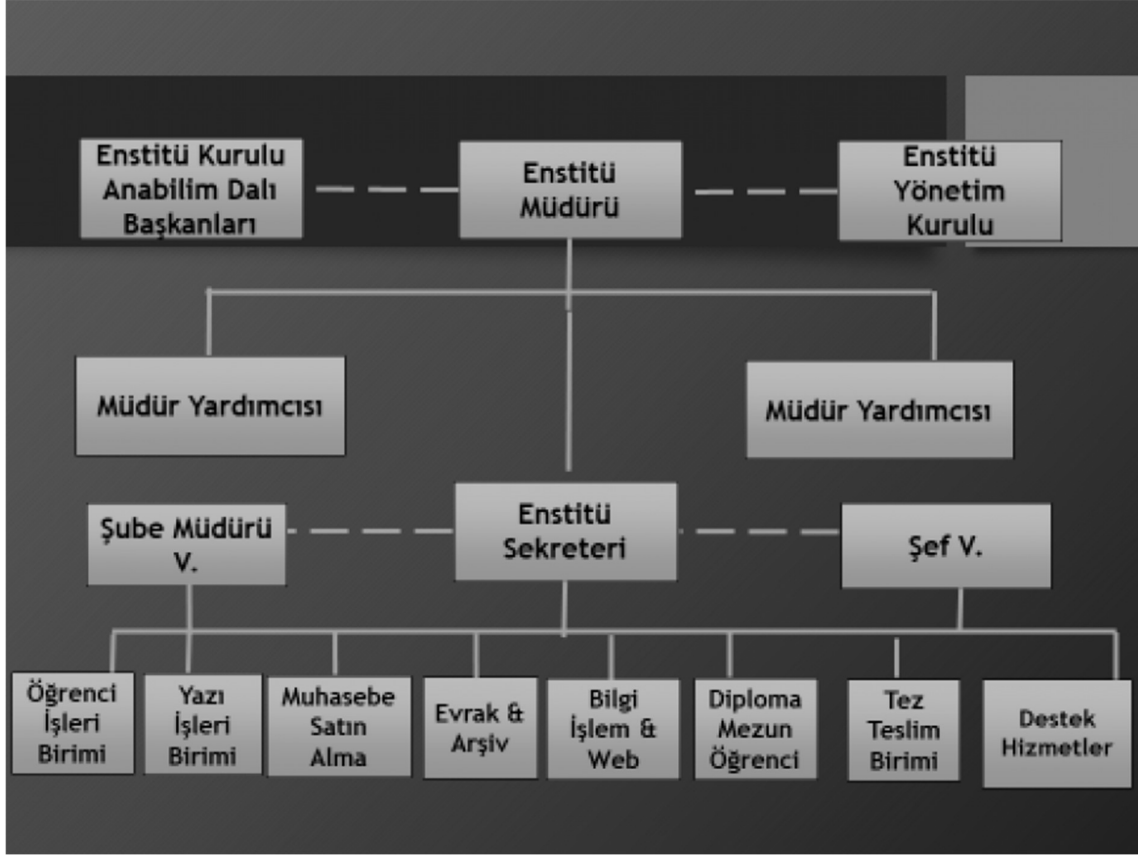 Enstitü Kurulu
Anabilim Dalı
Başkanları
Enstitü
Müdürü
Enstitü
Yönetim
Kurulu
Müdür Yardımcısı
Müdür Yardımcısı
Şube Müdürü
V.
Enstitü
Sekreteri
Şef V.
Öğrenci
İşleri
Birimi
Yazı
İşleri
Birimi
Muhasebe
Satın
Alma
Evrak &
Arşiv
Bilgi
İşlem &
Web
Diploma
Mezun
Öğrenci
Tez
Teslim
Birimi
Destek
Hizmetler